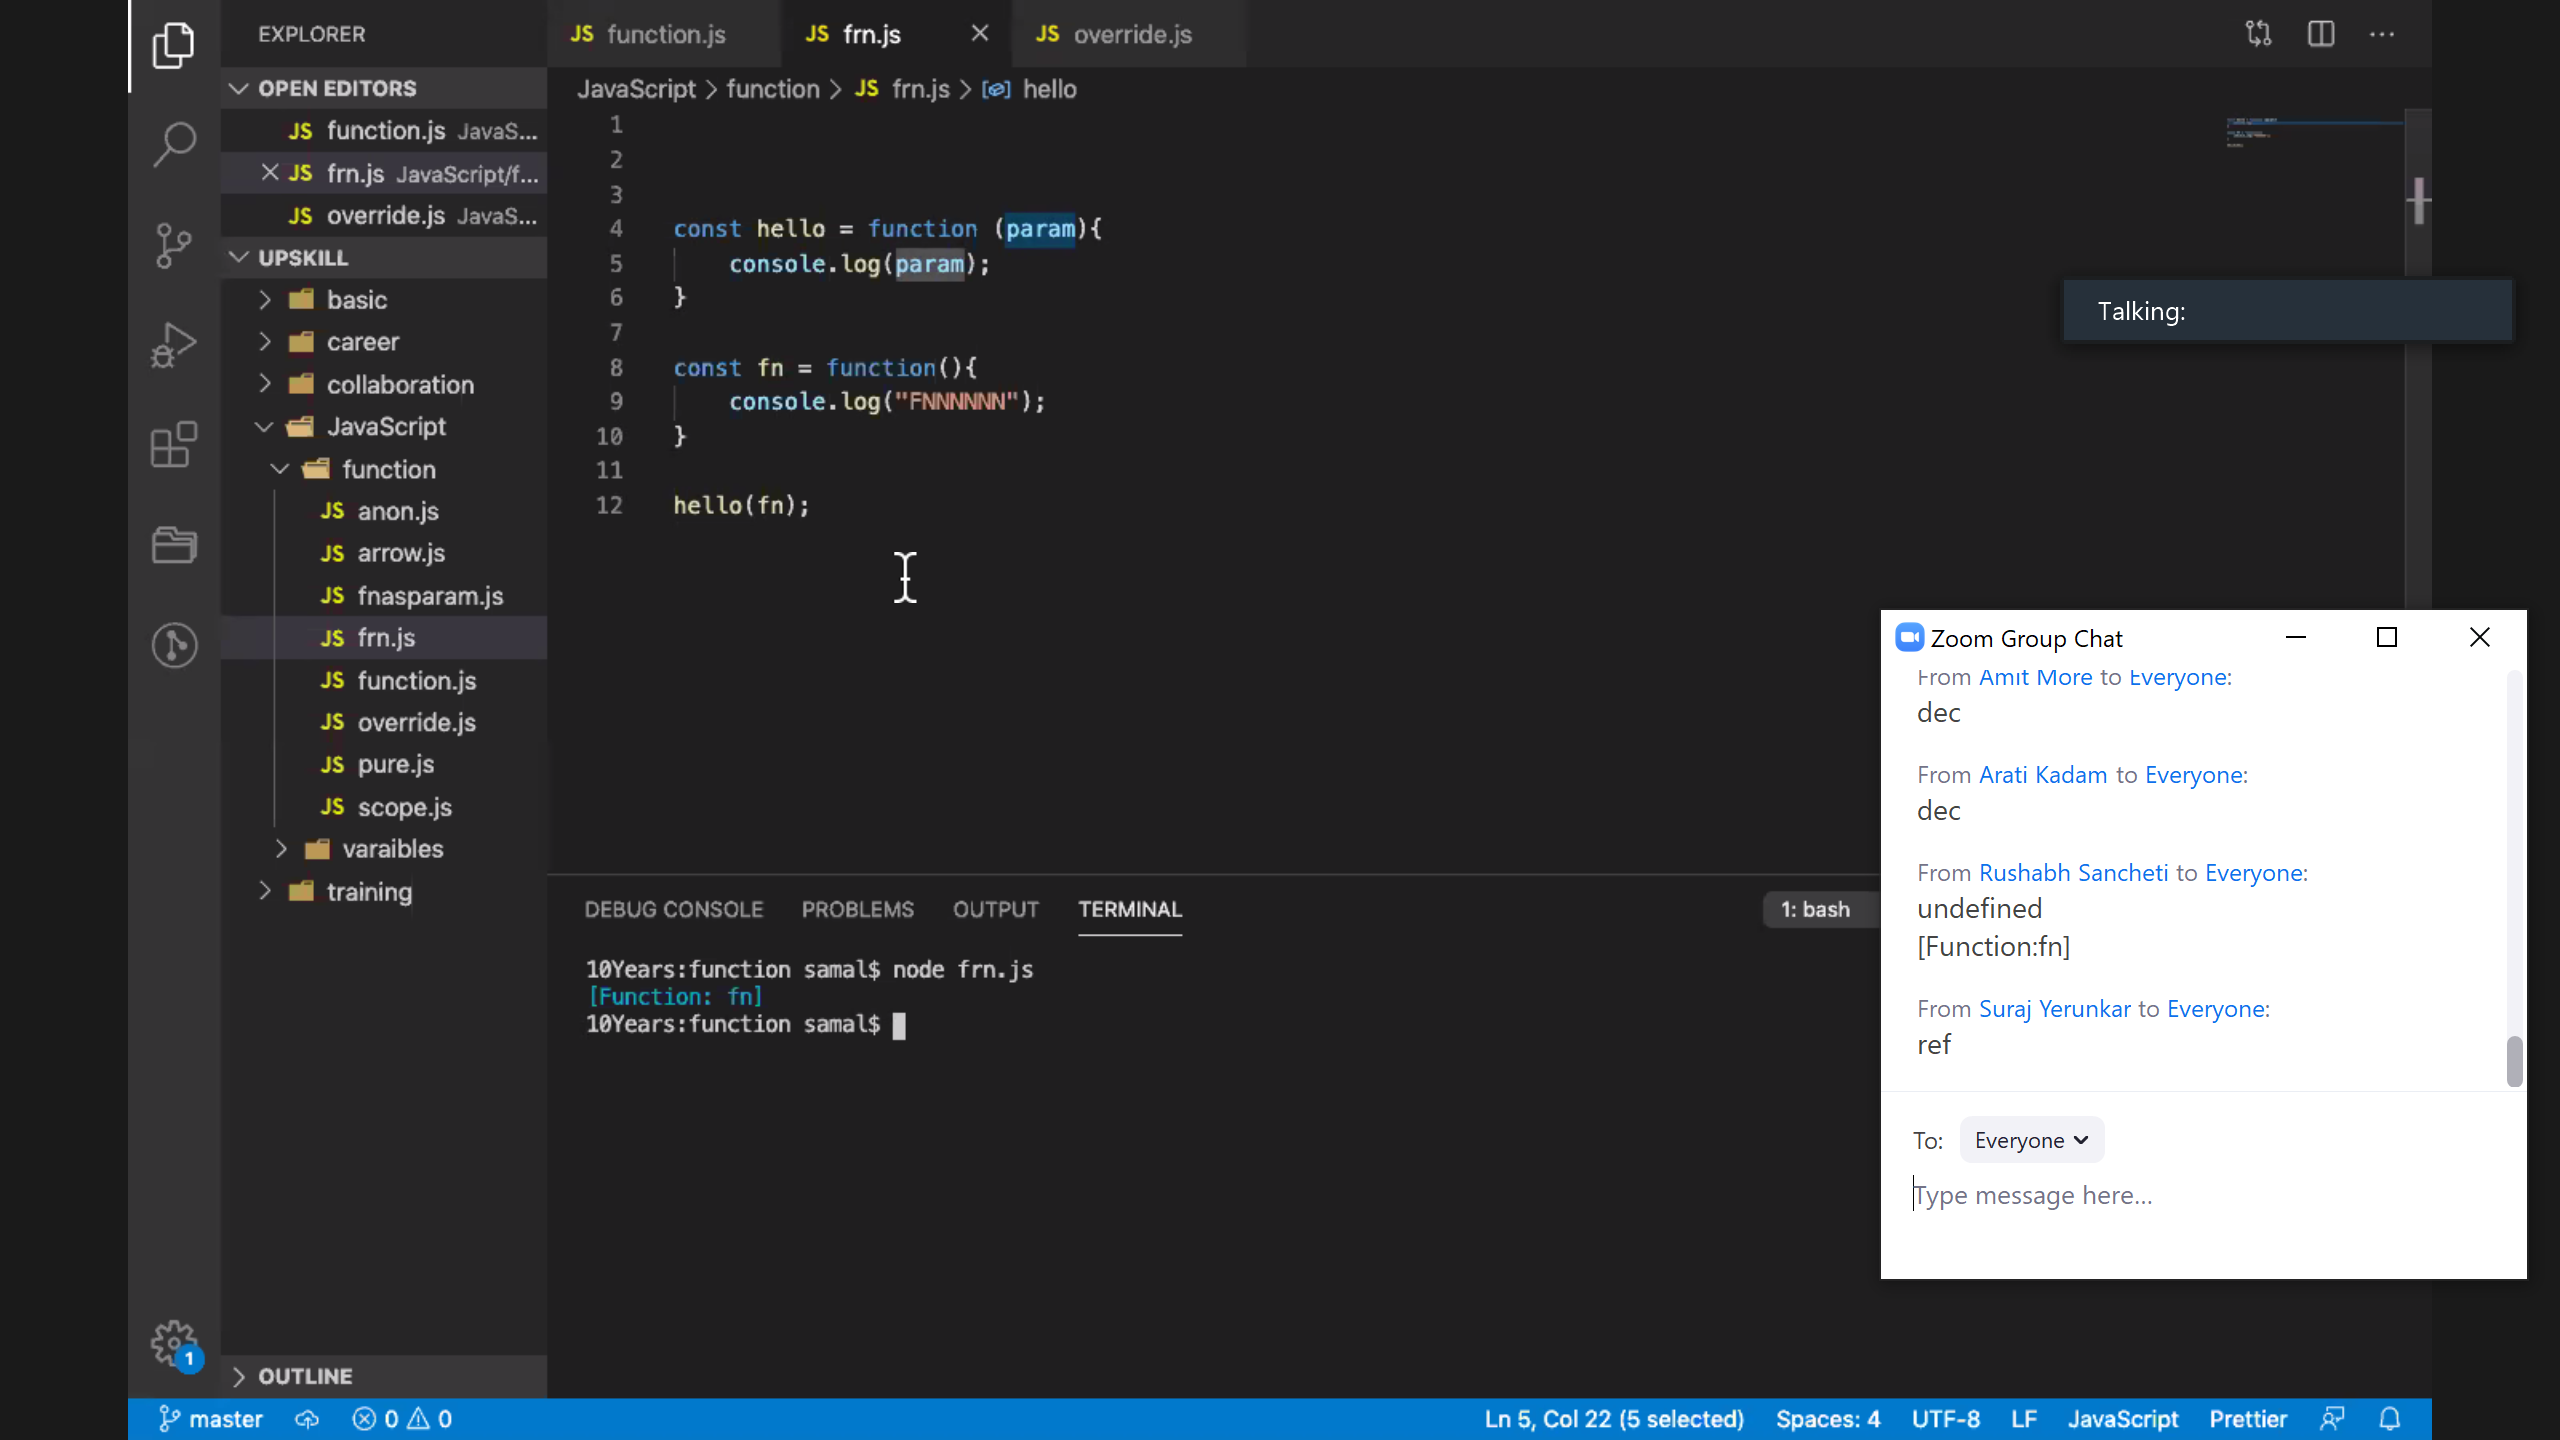 EXPLORER
OPEN EDITORS
JS function.js JavaS...
JS frn.js JavaScript/f...
JS override.js JavaS...
UPSKILL
basic
career
collaboration
JavaScript
function
JS anon.js
JS arrow.js
JS fnasparam.js
JS frn.js
JS function.js
JS override.js
JS pure.js
JS scope.js
varaibles
training
1
OUTLINE
JS function.js JS frn.js JS override.js
JavaScript > function > JS frn.js > hello
1
2
3
4 const hello = function (param){
5 console.log(param);
6 }
7
8 const fn = function(){
9 console.log("FNNNNNN");
10 }
11
12 hello(fn);
DEBUG CONSOLE PROBLEMS OUTPUT TERMINAL 1: bash
10Years:function samal$ node frn.js
[Function: fn]
10Years:function samal$
Talking:
Zoom Group Chat
From Amit More to Everyone:
dec
From Arati Kadam to Everyone:
dec
From Rushabh Sancheti to Everyone:
undefined
[Function:fn]
From Suraj Yerunkar to Everyone:
ref
To: Everyone
Type message here...
master 0 0 Ln 5, Col 22 (5 selected) Spaces: 4 UTF-8 LF JavaScript Prettier